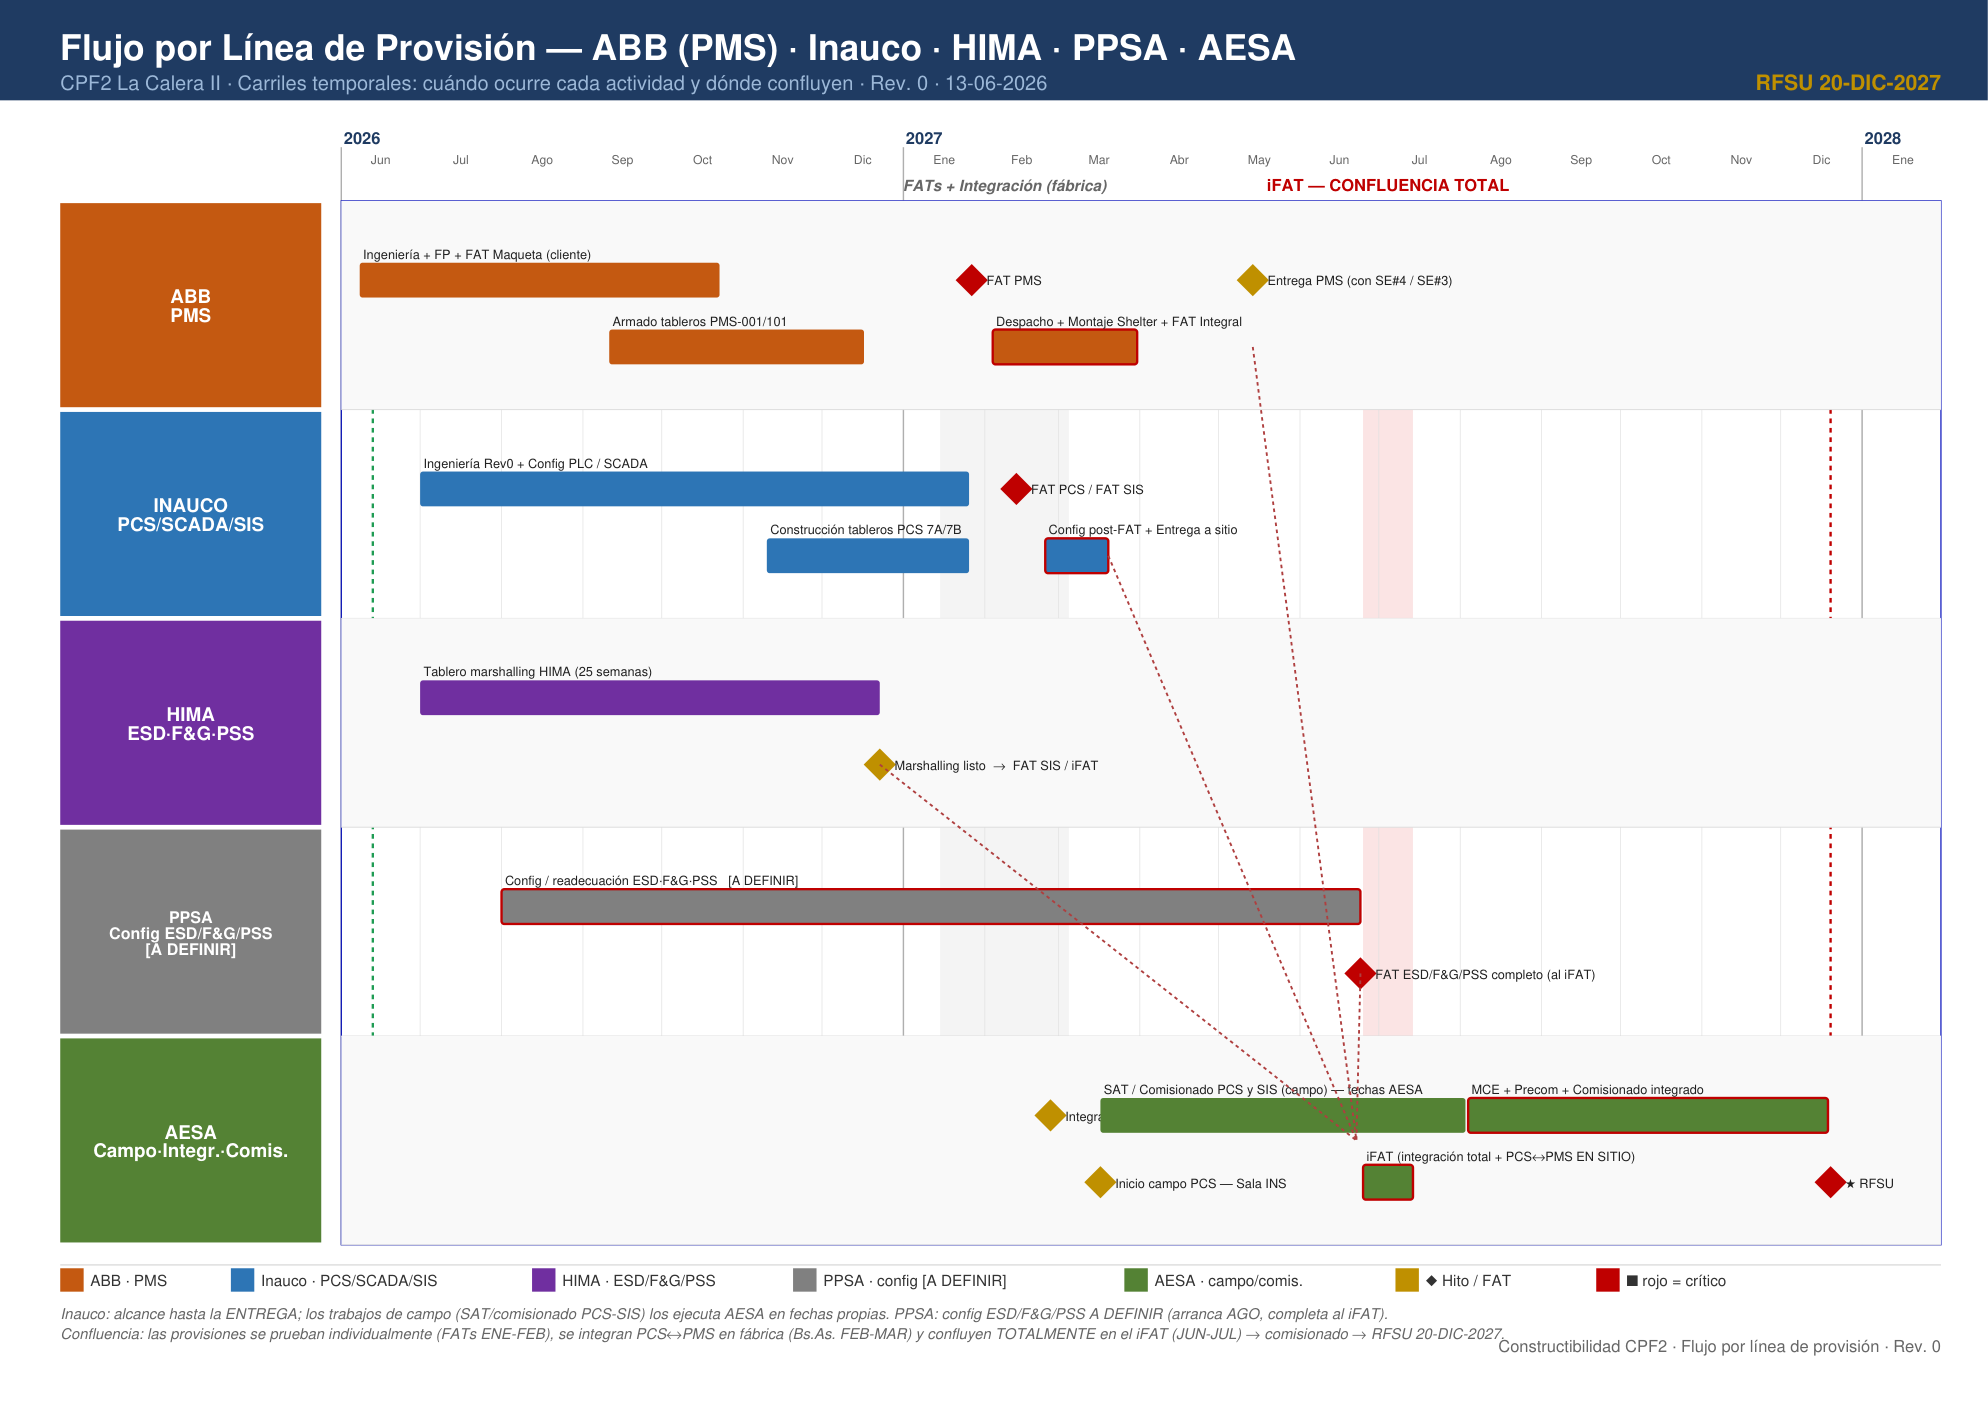 Flujo por Línea de Provisión — ABB (PMS) · Inauco · HIMA · PPSA · AESA
CPF2 La Calera II · Carriles temporales: cuándo ocurre cada actividad y dónde confluyen · Rev. 0 · 13-06-2026
RFSU 20-DIC-2027
2026 2027 2028
Jun Jul Ago Sep Oct Nov Dic Ene Feb Mar Abr May Jun Jul Ago Sep Oct Nov Dic Ene
FATs + Integración (fábrica)
iFAT — CONFLUENCIA TOTAL
ABB
PMS
Ingeniería + FP + FAT Maqueta (cliente)
FAT PMS
Entrega PMS (con SE#4 / SE#3)
Armado tableros PMS-001/101
Despacho + Montaje Shelter + FAT Integral
INAUCO
PCS/SCADA/SIS
Ingeniería Rev0 + Config PLC / SCADA
FAT PCS / FAT SIS
Construcción tableros PCS 7A/7B
Config post-FAT + Entrega a sitio
HIMA
ESD·F&G·PSS
Tablero marshalling HIMA (25 semanas)
Marshalling listo → FAT SIS / iFAT
PPSA
Config ESD/F&G/PSS
[A DEFINIR]
Config / readecuación ESD·F&G·PSS [A DEFINIR]
FAT ESD/F&G/PSS completo (al iFAT)
AESA
Campo·Integr.·Comis.
SAT / Comisionado PCS y SIS (campo) — fechas AESA
MCE + Precom + Comisionado integrado
Integra
iFAT (integración total + PCS↔PMS EN SITIO)
Inicio campo PCS — Sala INS
★ RFSU
ABB · PMS
Inauco · PCS/SCADA/SIS
HIMA · ESD/F&G/PSS
PPSA · config [A DEFINIR]
AESA · campo/comis.
◆ Hito / FAT
■ rojo = crítico
Inauco: alcance hasta la ENTREGA; los trabajos de campo (SAT/comisionado PCS-SIS) los ejecuta AESA en fechas propias. PPSA: config ESD/F&G/PSS A DEFINIR (arranca AGO, completa al iFAT).
Confluencia: las provisiones se prueban individualmente (FATs ENE-FEB), se integran PCS↔PMS en fábrica (Bs.As. FEB-MAR) y confluyen TOTALMENTE en el iFAT (JUN-JUL) → comisionado → RFSU 20-DIC-2027.
Constructibilidad CPF2 · Flujo por línea de provisión · Rev. 0